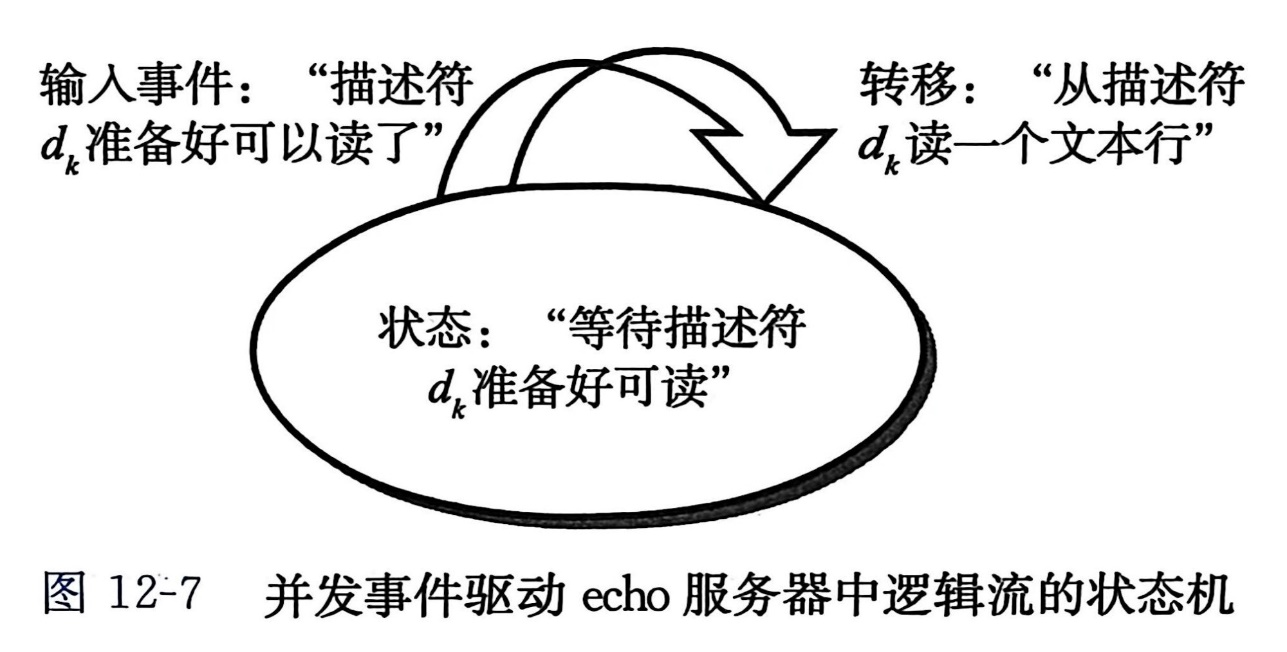 输入事件：“描述符
dk准备好可以读了”
转移：“从描述符
dk读一个文本行”
状态：“等待描述符
dk准备好可读”
图 12-7 并发事件驱动 echo 服务器中逻辑流的状态机